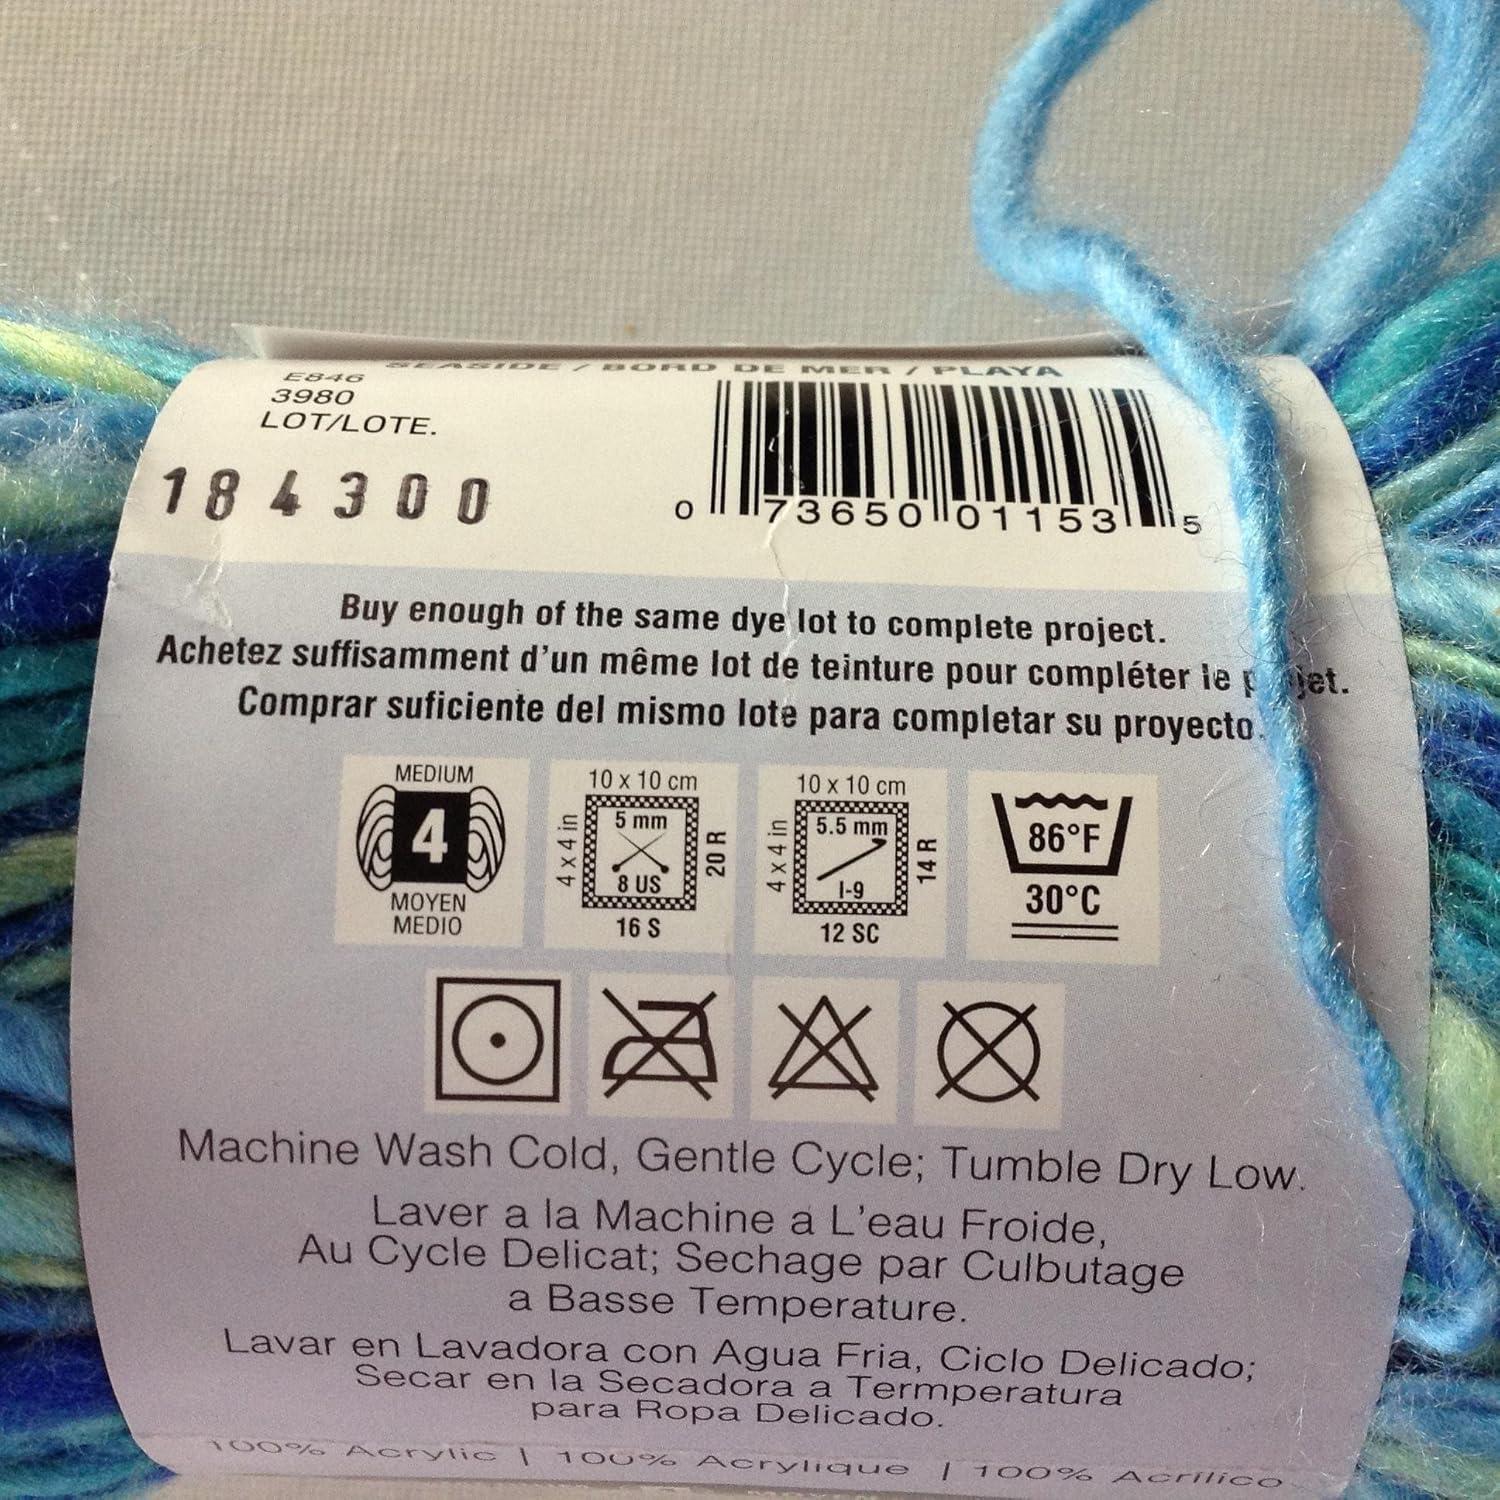 SEASIDE / BORD DE MER / PLAYA
E846
3980
LOT/LOTE.
184300
0 73650 01153 5
Buy enough of the same dye lot to complete project.
Achetez suffisamment d'un même lot de teinture pour compléter le jet.
Comprar suficiente del mismo lote para completar su proyecto.
MEDIUM
4
MOYEN
MEDIO
10 x 10 cm
4 x 4 in
5 mm
8 US
20 R
16 S
10 x 10 cm
4 x 4 in
5.5 mm
I-9
14 R
12 SC
86°F
30°C
Machine Wash Cold, Gentle Cycle; Tumble Dry Low.
Laver a la Machine a L'eau Froide,
Au Cycle Delicat; Sechage par Culbutage
a Basse Temperature.
Lavar en Lavadora con Agua Fria, Ciclo Delicado;
Secar en la Secadora a Termperatura
para Ropa Delicado.
100% Acrylic | 100% Acrylique | 100% Acrílico